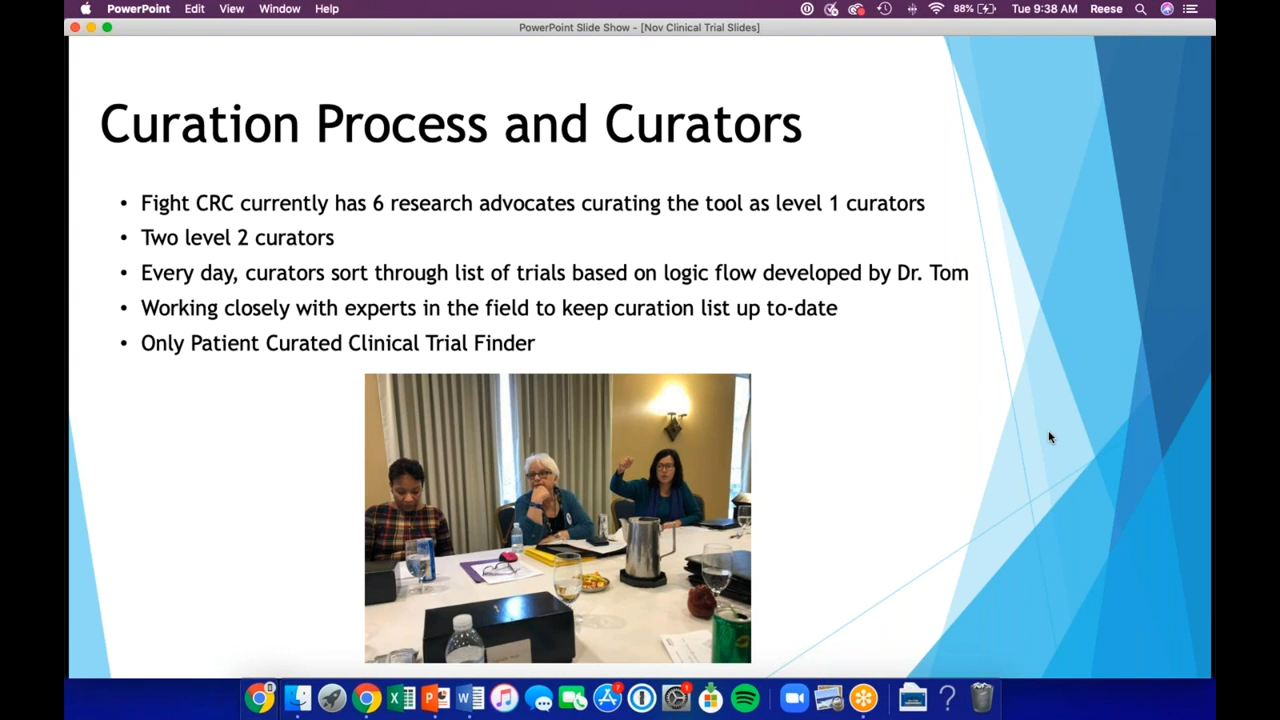 PowerPoint Edit View Window Help 88% Tue 9:38 AM Reese
PowerPoint Slide Show - [Nov Clinical Trial Slides]
Curation Process and Curators
• Fight CRC currently has 6 research advocates curating the tool as level 1 curators
• Two level 2 curators
• Every day, curators sort through list of trials based on logic flow developed by Dr. Tom
• Working closely with experts in the field to keep curation list up to-date
• Only Patient Curated Clinical Trial Finder